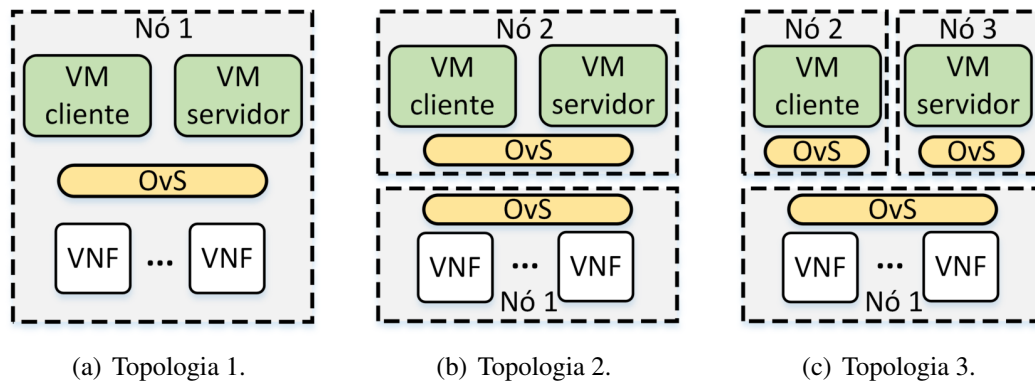 Nó 1
VM
cliente
VM
servidor
OvS
VNF
...
VNF
(a) Topologia 1.
Nó 2
VM
cliente
VM
servidor
OvS
OvS
VNF
...
VNF
Nó 1
(b) Topologia 2.
Nó 2
VM
cliente
OvS
Nó 3
VM
servidor
OvS
OvS
VNF
...
VNF
Nó 1
(c) Topologia 3.